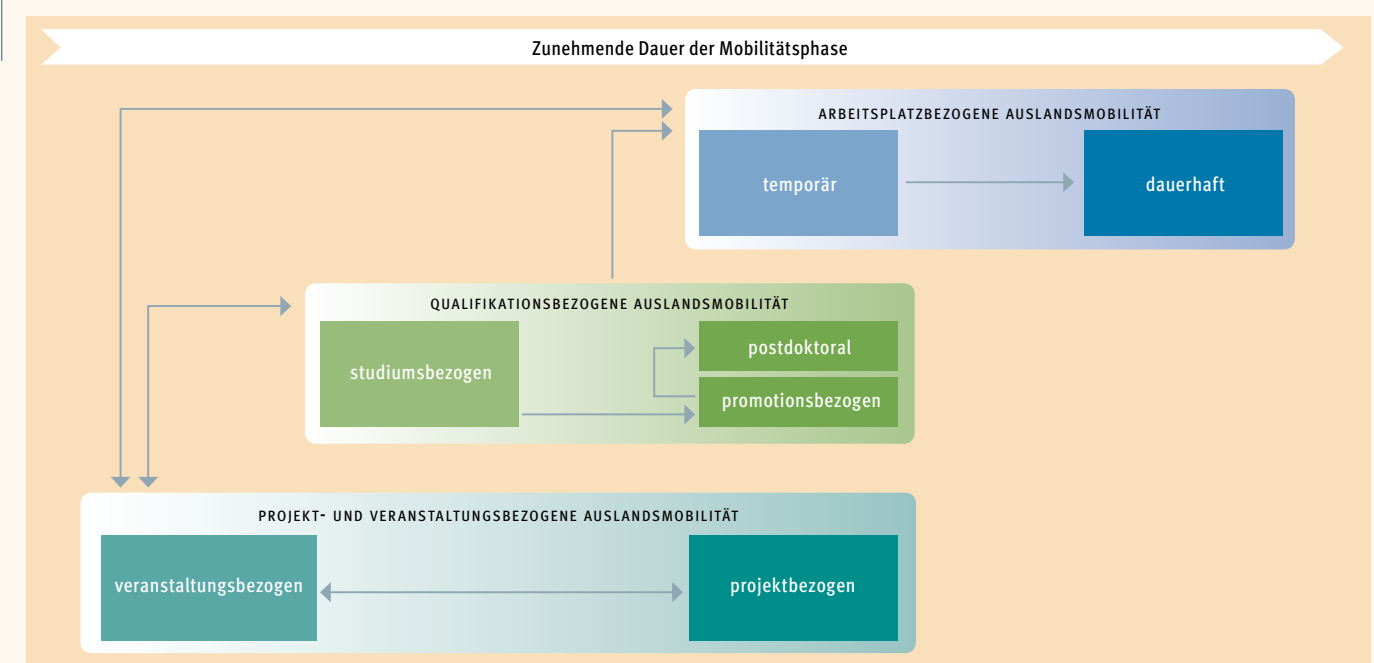 Zunehmende Dauer der Mobilitätsphase
ARBEITSPLATZBEZOGENE AUSLANDSMOBILITÄT
temporär
dauerhaft
QUALIFIKATIONSBEZOGENE AUSLANDSMOBILITÄT
studiumsbezogen
postdoktoral
promotionsbezogen
PROJEKT- UND VERANSTALTUNGSBEZOGENE AUSLANDSMOBILITÄT
veranstaltungsbezogen
projektbezogen